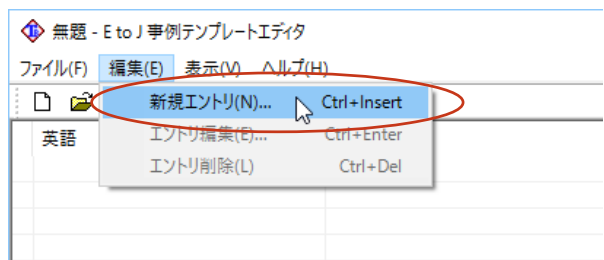 無題 - E to J 事例テンプレートエディタ
ファイル(F) 編集(E) 表示(V) ヘルプ(H)
新規エントリ(N)... Ctrl+Insert
英語
エントリ編集(E)... Ctrl+Enter
エントリ削除(L) Ctrl+Del